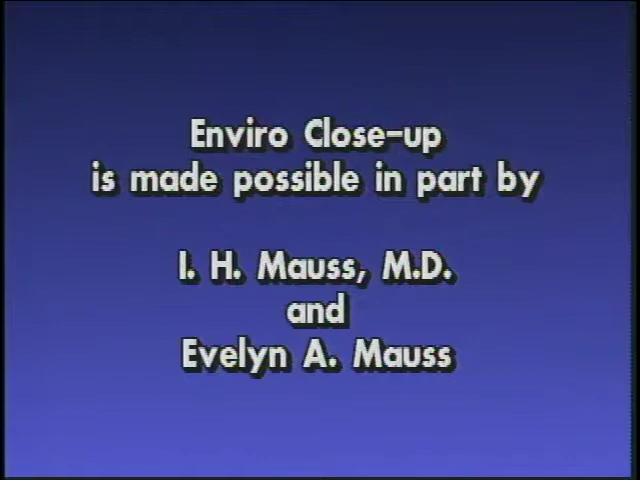 Enviro Close-up
is made possible in part by
I. H. Mauss, M.D.
and
Evelyn A. Mauss